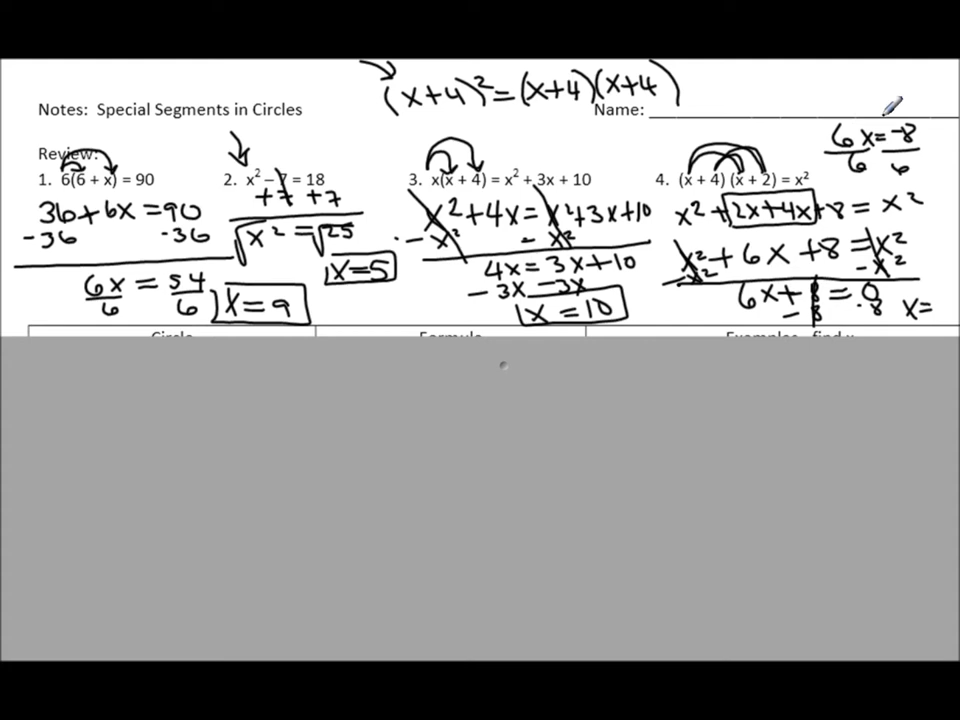 (x+4)² = (x+4)(x+4)
Notes: Special Segments in Circles Name:
Review:
1. 6(6 + x) = 90
36+6x=90
-36 -36
6x = 54
6 6
x=9
2. x² – 7 = 18
+7 +7
√x² = √25
x=5
3. x(x + 4) = x² + 3x + 10
x²+4x = x²+3x+10
-x² -x²
4x = 3x+10
-3x -3x
x = 10
4. (x + 4) (x + 2) = x²
x²+2x+4x+8 = x²
x²+6x+8 = x²
-x² -x²
6x+8 = 0
-8 -8
6x=-8
6 6
x=
Circle Formula Examples - find x